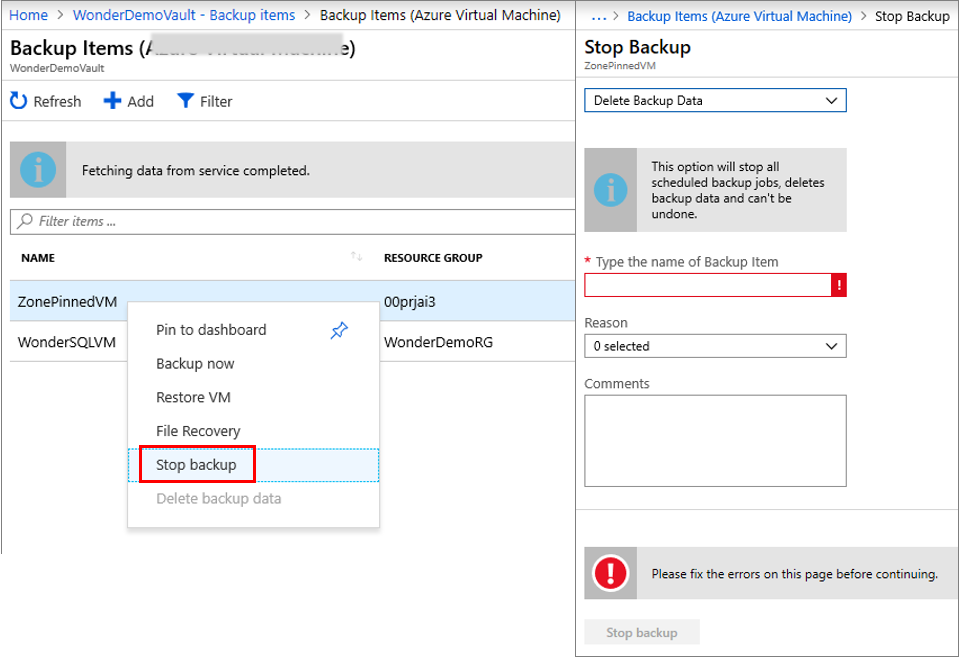 Home > WonderDemoVault - Backup items > Backup Items (Azure Virtual Machine)
Backup Items (Azure Virtual Machine)
WonderDemoVault
Refresh Add Filter
Fetching data from service completed.
Filter items ...
NAME RESOURCE GROUP
ZonePinnedVM 00prjai3
WonderSQLVM WonderDemoRG
Pin to dashboard
Backup now
Restore VM
File Recovery
Stop backup
Delete backup data
... > Backup Items (Azure Virtual Machine) > Stop Backup
Stop Backup
ZonePinnedVM
Delete Backup Data
This option will stop all
scheduled backup jobs, deletes
backup data and can't be
undone.
* Type the name of Backup Item
Reason
0 selected
Comments
Please fix the errors on this page before continuing.
Stop backup